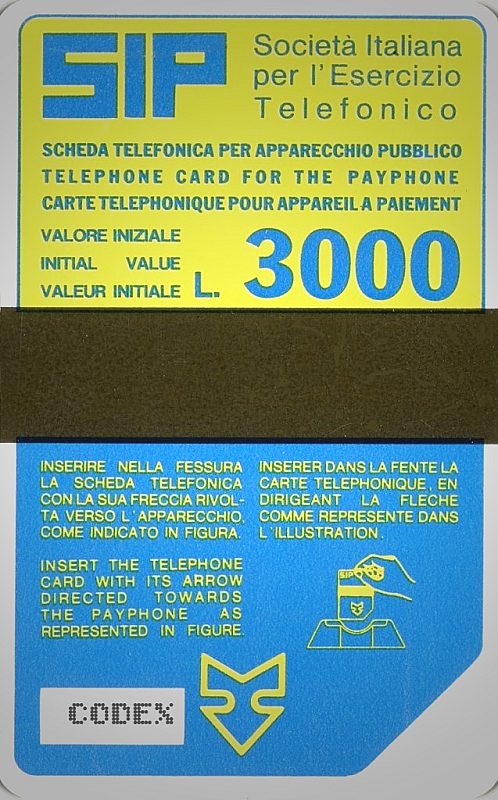 SIP
Società Italiana
per l'Esercizio
Telefonico
SCHEDA TELEFONICA PER APPARECCHIO PUBBLICO
TELEPHONE CARD FOR THE PAYPHONE
CARTE TELEPHONIQUE POUR APPAREIL A PAIEMENT
VALORE INIZIALE
INITIAL VALUE
VALEUR INITIALE L. 3000
INSERIRE NELLA FESSURA
LA SCHEDA TELEFONICA
CON LA SUA FRECCIA RIVOL-
TA VERSO L'APPARECCHIO,
COME INDICATO IN FIGURA.
INSERT THE TELEPHONE
CARD WITH ITS ARROW
DIRECTED TOWARDS
THE PAYPHONE AS
REPRESENTED IN FIGURE.
INSERER DANS LA FENTE LA
CARTE TELEPHONIQUE, EN
DIRIGEANT LA FLECHE
COMME REPRESENTE DANS
L'ILLUSTRATION.
SIP
CODEX